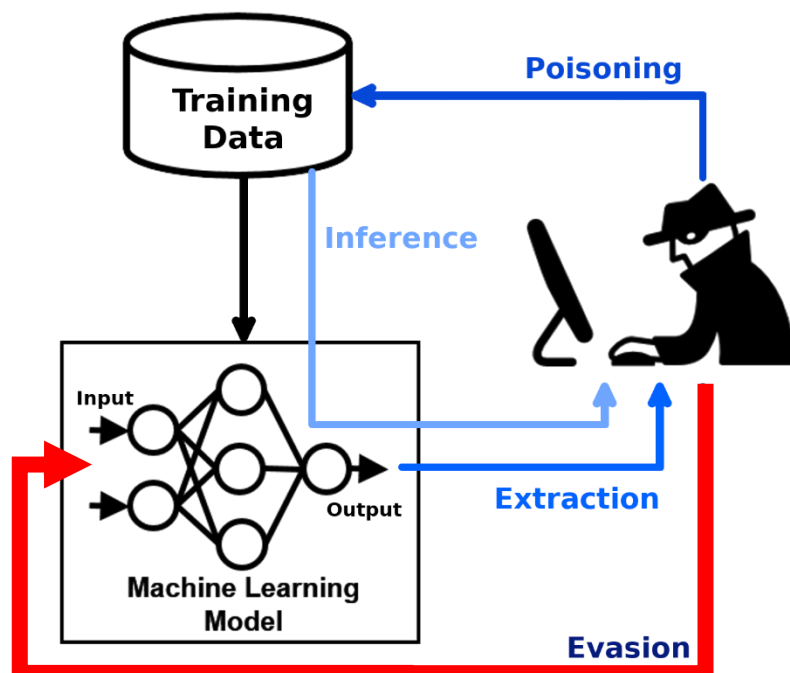 Poisoning
Training
Data
Inference
Input
Output
Extraction
Machine Learning
Model
Evasion